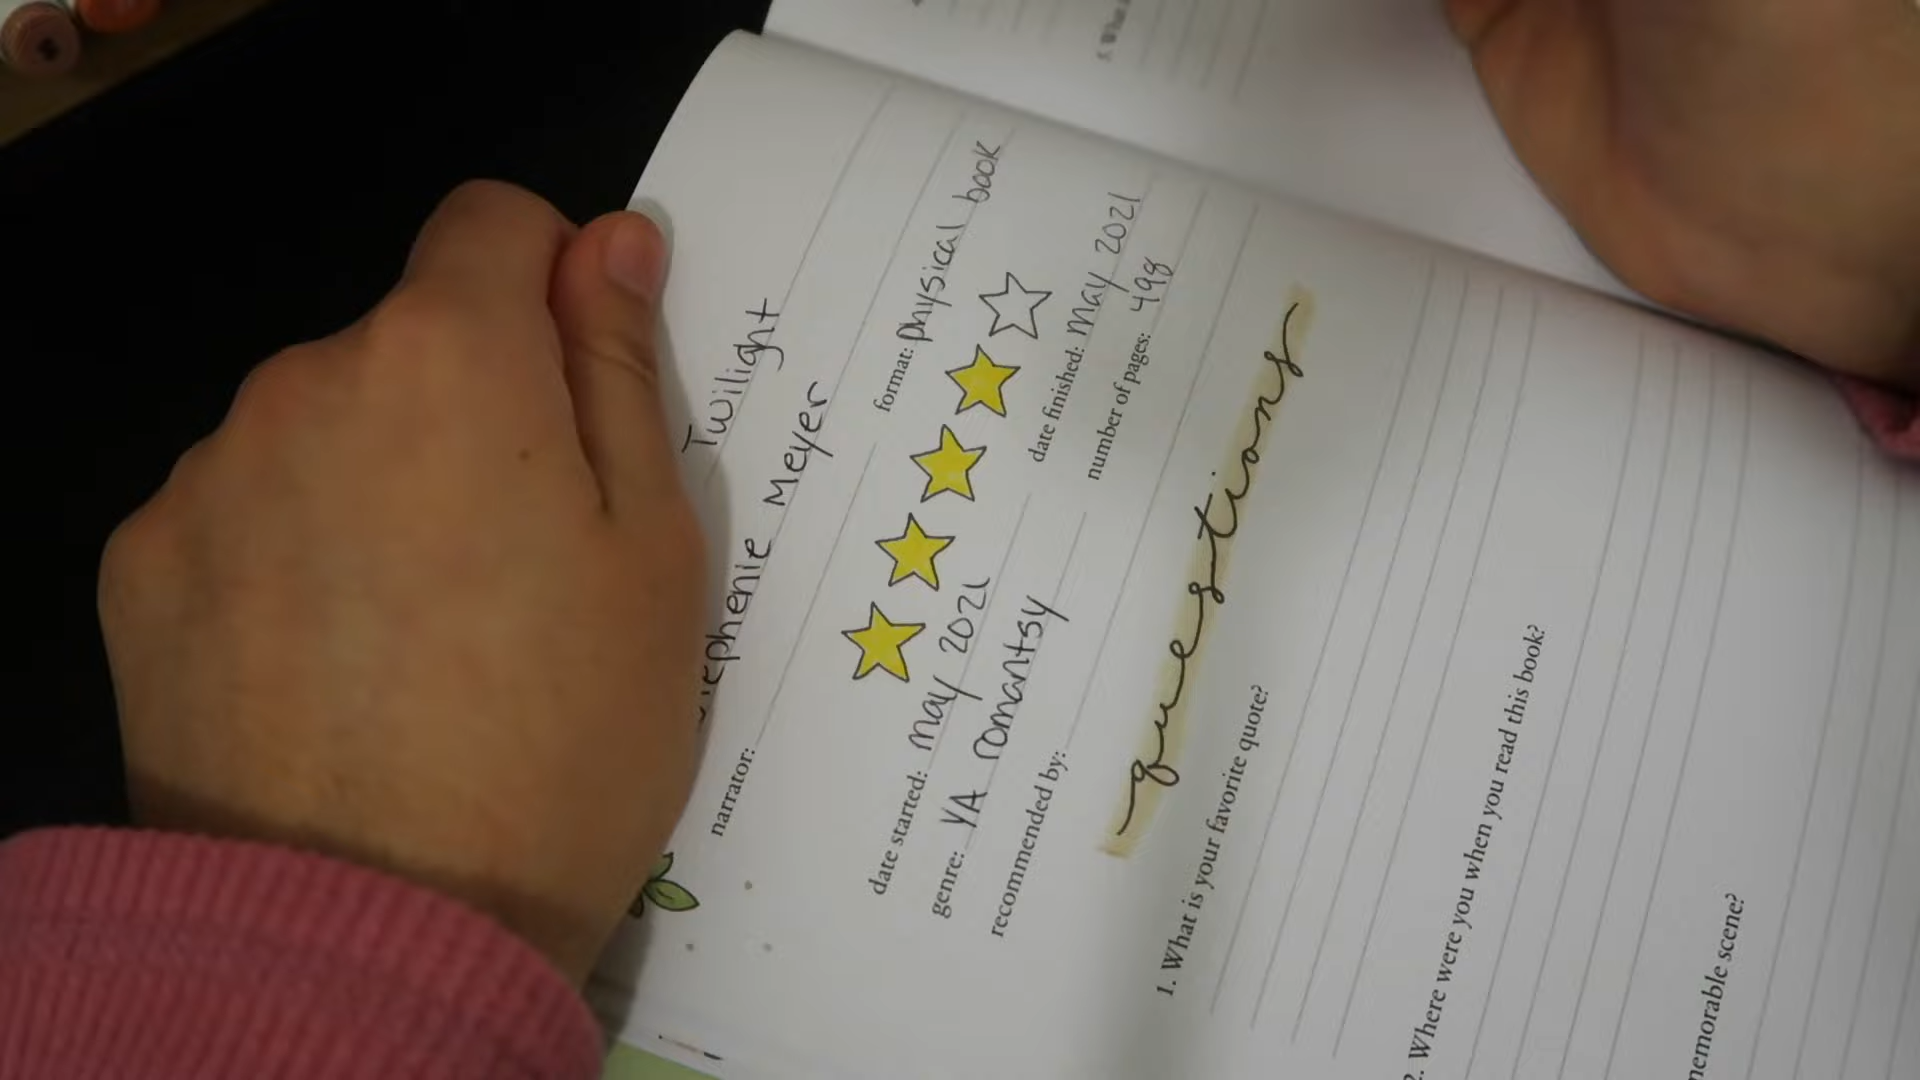 Twilight
Stephenie Meyer
narrator:
format: physical book
date started: may 2021
date finished: may 2021
genre: YA romantsy
number of pages: 498
recommended by:
questions
1. What is your favorite quote?
2. Where were you when you read this book?
memorable scene?